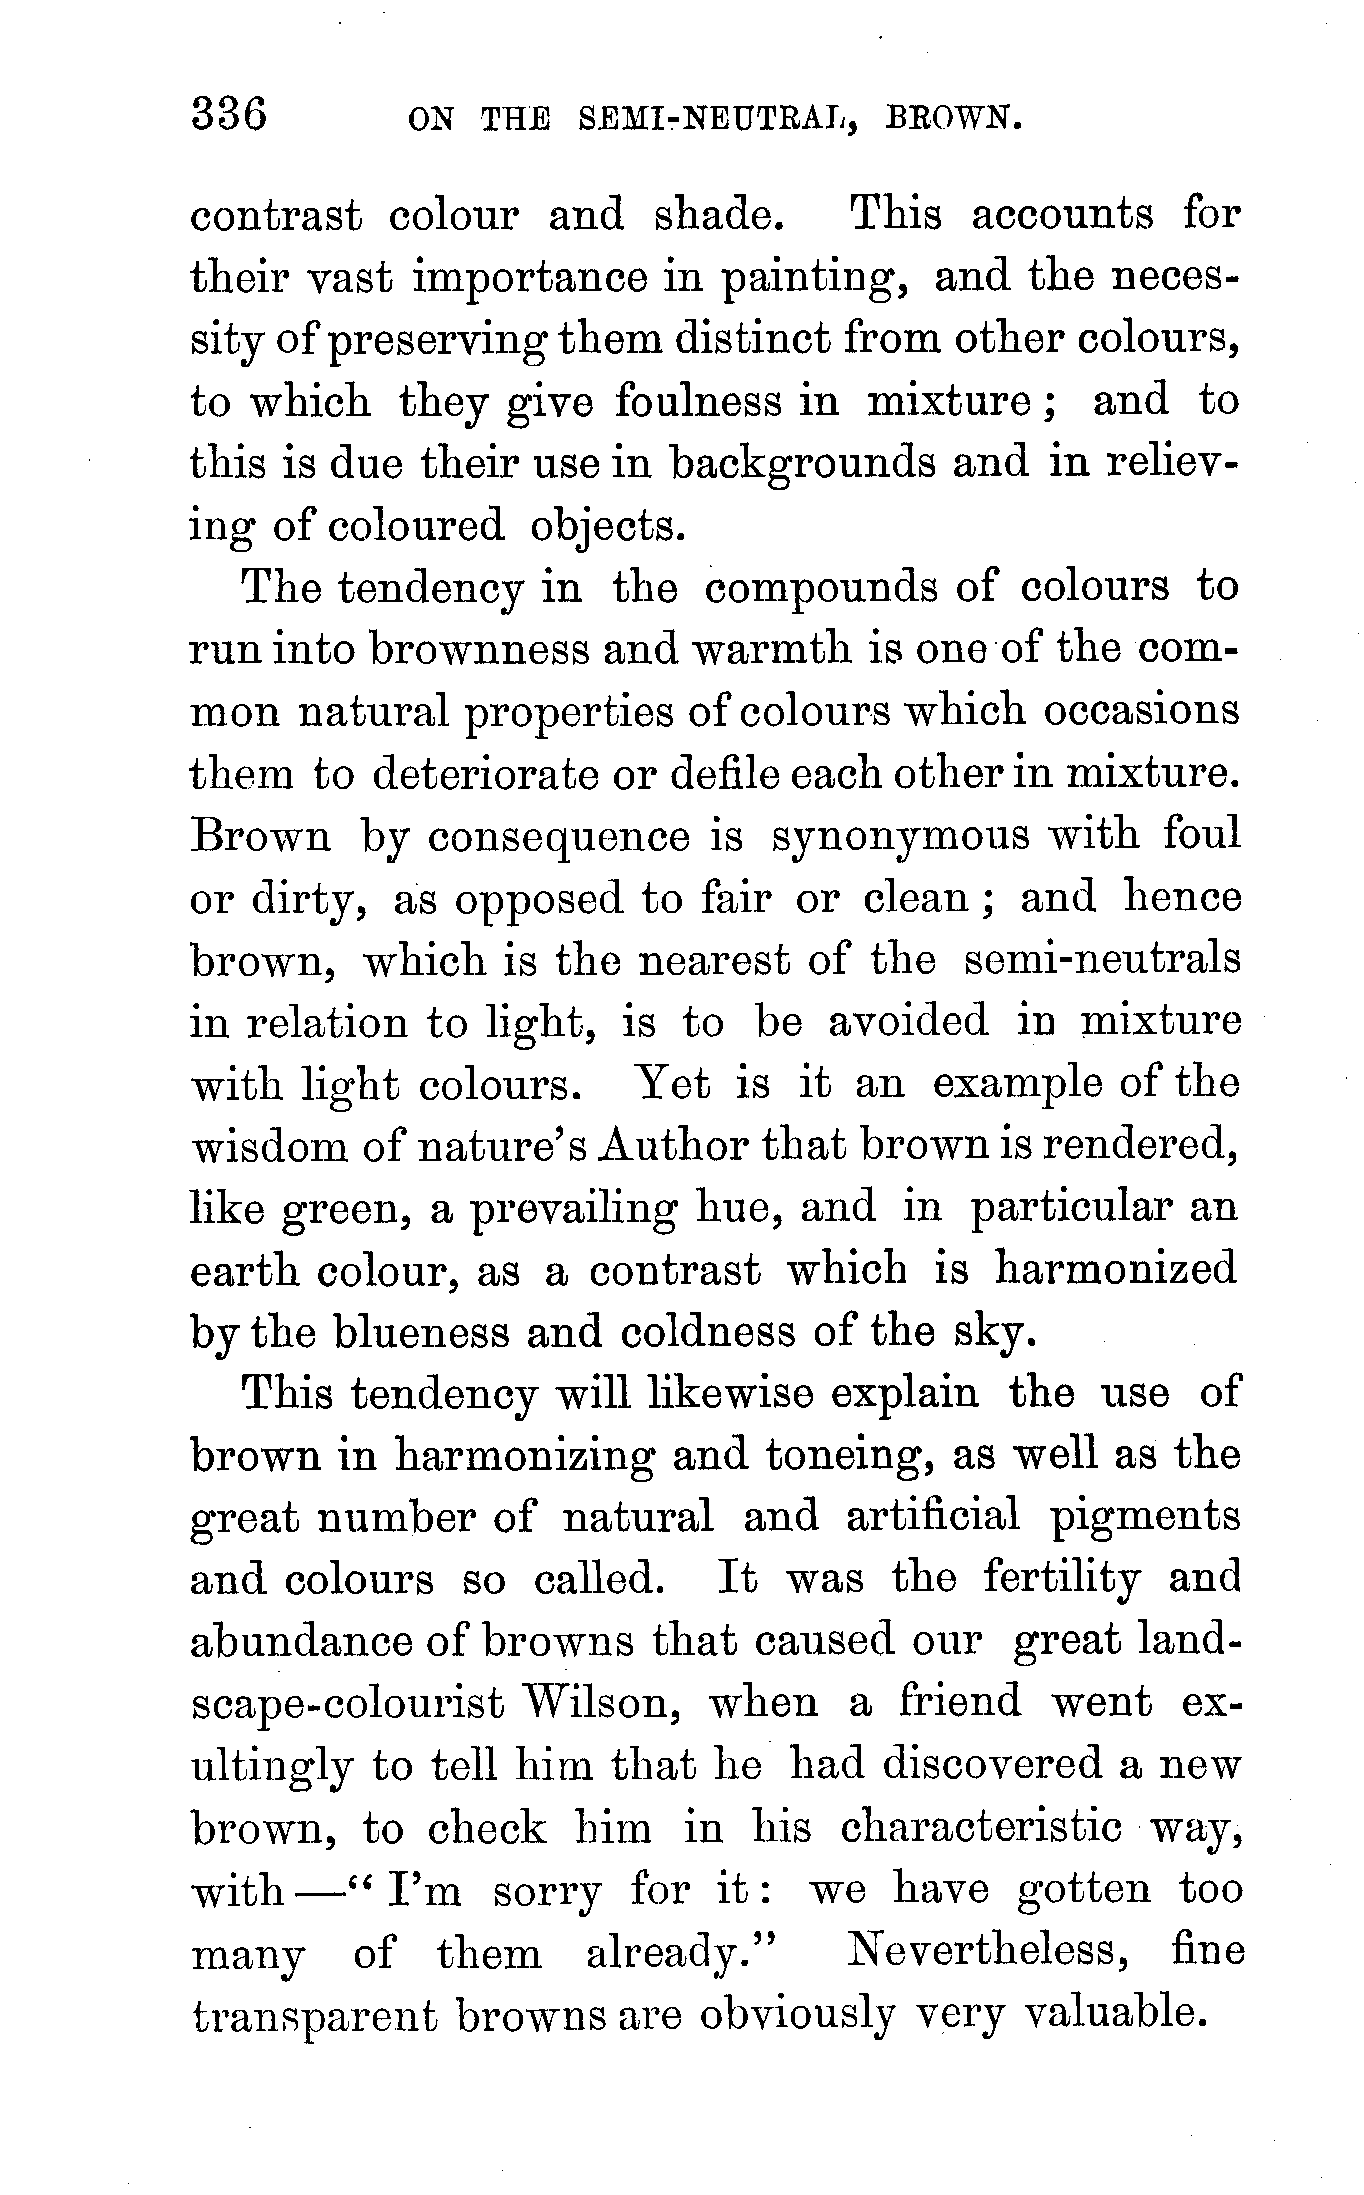 336 ON THE SEMI-NEUTRAL, BROWN.
contrast colour and shade. This accounts for
their vast importance in painting, and the neces-
sity of preserving them distinct from other colours,
to which they give foulness in mixture ; and to
this is due their use in backgrounds and in reliev-
ing of coloured objects.
The tendency in the compounds of colours to
run into brownness and warmth is one of the com-
mon natural properties of colours which occasions
them to deteriorate or defile each other in mixture.
Brown by consequence is synonymous with foul
or dirty, as opposed to fair or clean ; and hence
brown, which is the nearest of the semi-neutrals
in relation to light, is to be avoided in mixture
with light colours. Yet is it an example of the
wisdom of nature's Author that brown is rendered,
like green, a prevailing hue, and in particular an
earth colour, as a contrast which is harmonized
by the blueness and coldness of the sky.
This tendency will likewise explain the use of
brown in harmonizing and toneing, as well as the
great number of natural and artificial pigments
and colours so called. It was the fertility and
abundance of browns that caused our great land-
scape-colourist Wilson, when a friend went ex-
ultingly to tell him that he had discovered a new
brown, to check him in his characteristic way,
with —“ I'm sorry for it : we have gotten too
many of them already.” Nevertheless, fine
transparent browns are obviously very valuable.